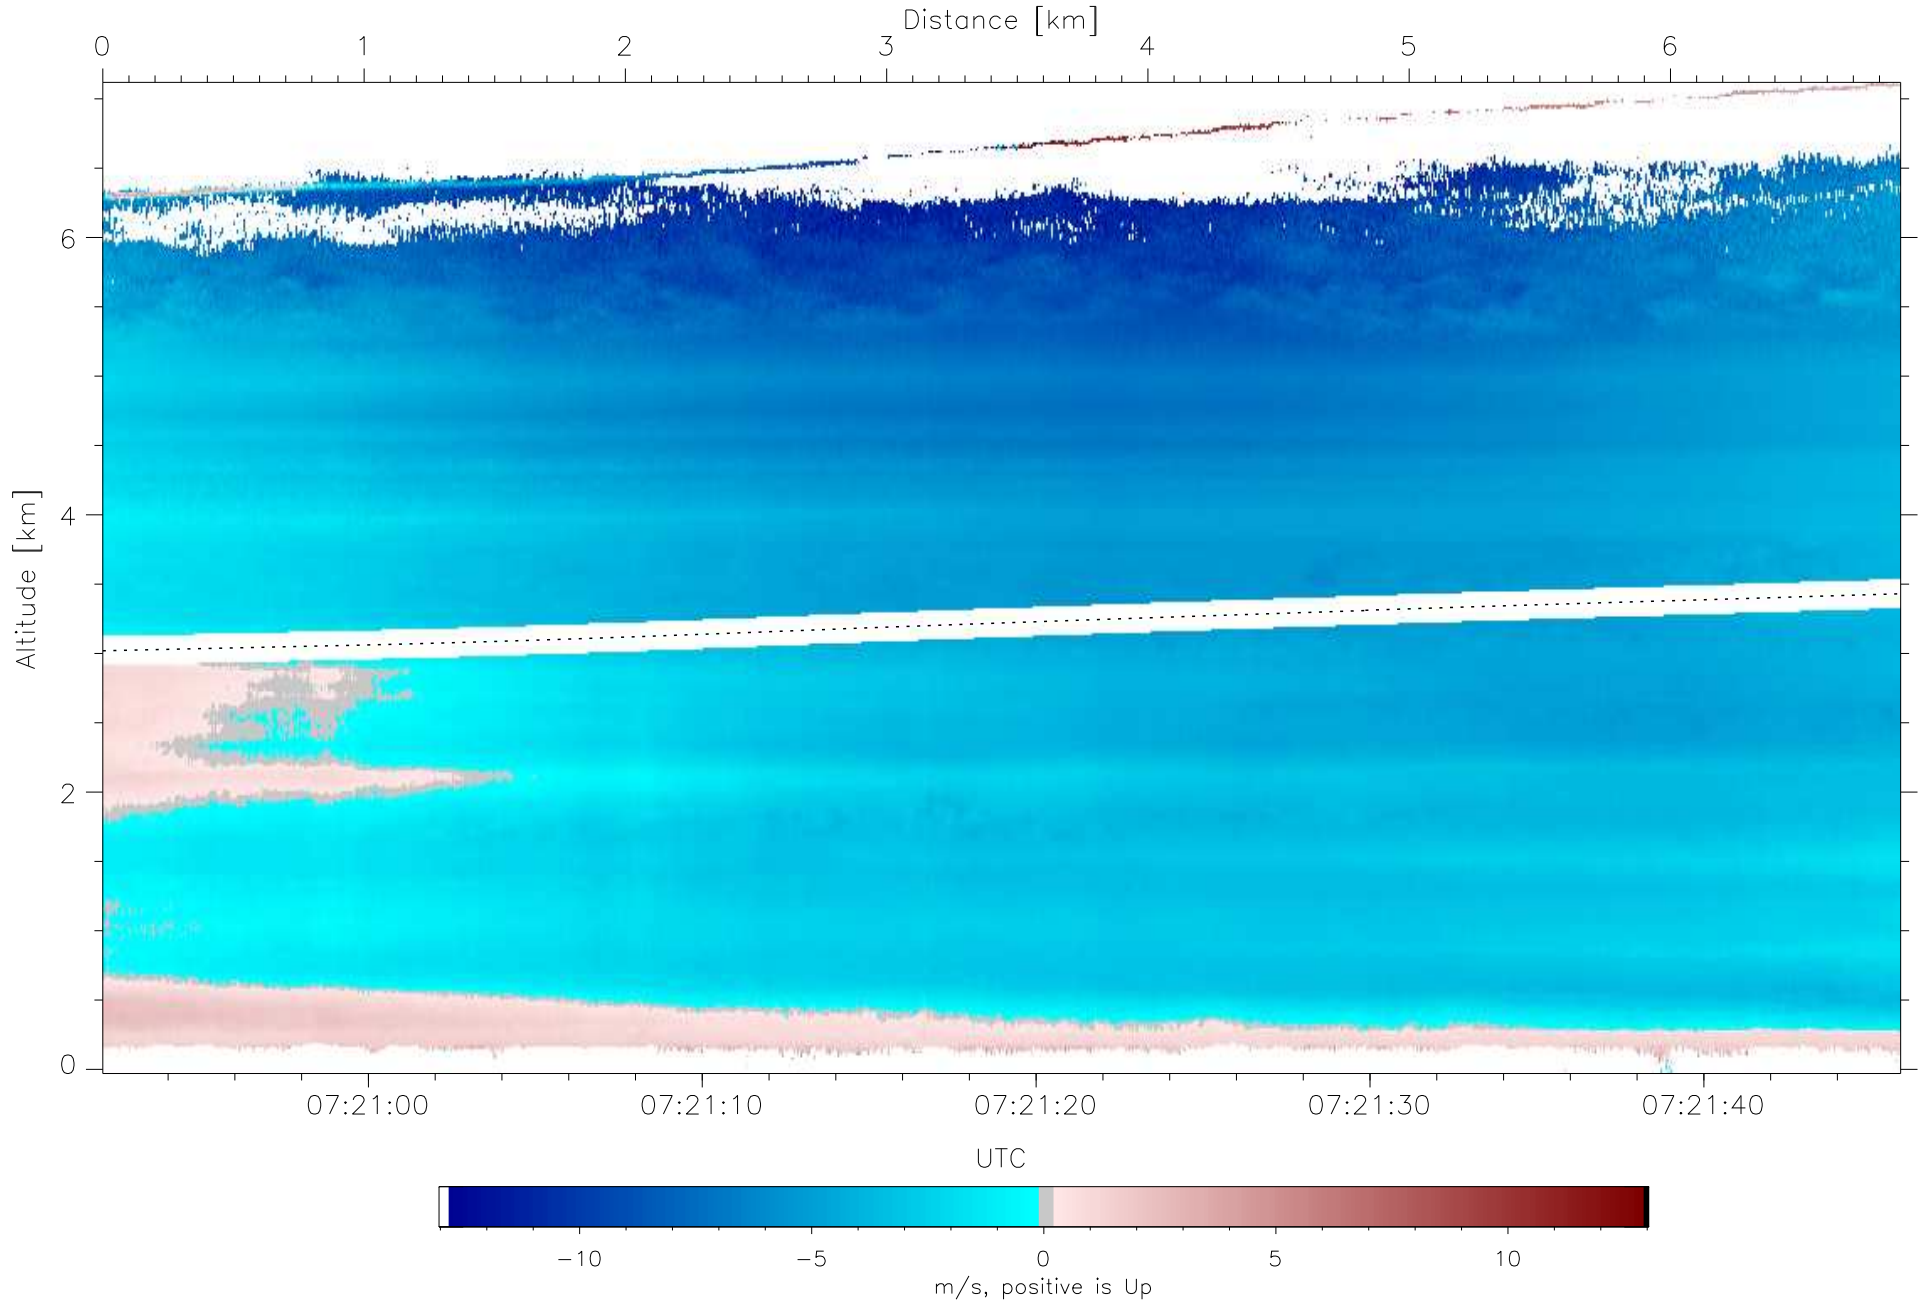 Distance [km]
0 1 2 3 4 5 6
Altitude [km]
6
4
2
0
07:21:00 07:21:10 07:21:20 07:21:30 07:21:40
UTC
−10 −5 0 5 10
m/s, positive is Up